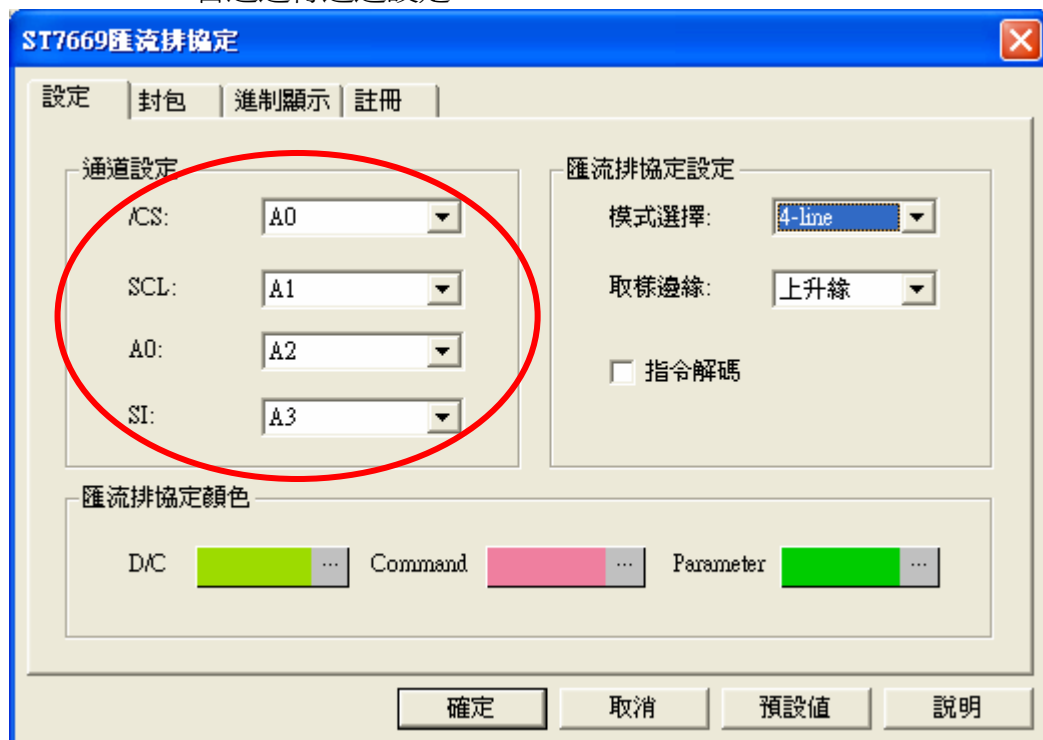 ST7669匯流排協定
設定 封包 進制顯示 註冊
通道設定
/CS: A0
SCL: A1
A0: A2
SI: A3
匯流排協定設定
模式選擇: 4-line
取樣邊緣: 上升緣
指令解碼
匯流排協定顏色
D/C ... Command ... Parameter ...
確定 取消 預設值 說明